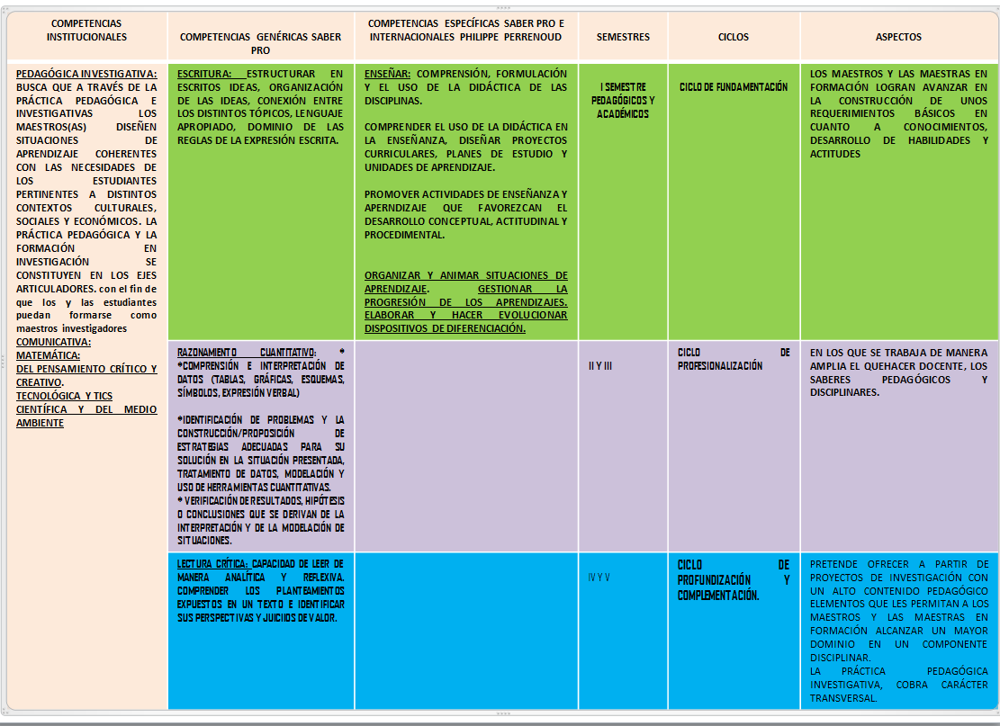 COMPETENCIAS
INSTITUCIONALES
COMPETENCIAS GENÉRICAS SABER
PRO
COMPETENCIAS ESPECÍFICAS SABER PRO E
INTERNACIONALES PHILIPPE PERRENOUD
SEMESTRES
CICLOS
ASPECTOS
PEDAGÓGICA INVESTIGATIVA:
BUSCA QUE A TRAVÉS DE LA
PRÁCTICA PEDAGÓGICA E
INVESTIGATIVAS LOS
MAESTROS(AS) DISEÑEN
SITUACIONES DE
APRENDIZAJE COHERENTES
CON LAS NECESIDADES DE
LOS ESTUDIANTES
PERTINENTES A DISTINTOS
CONTEXTOS CULTURALES,
SOCIALES Y ECONÓMICOS. LA
PRÁCTICA PEDAGÓGICA Y LA
FORMACIÓN EN
INVESTIGACIÓN SE
CONSTITUYEN EN LOS EJES
ARTICULADORES. con el fin de
que los y las estudiantes
puedan formarse como
maestros investigadores
COMUNICATIVA:
MATEMÁTICA:
DEL PENSAMIENTO CRÍTICO Y
CREATIVO.
TECNOLÓGICA Y TICS
CIENTÍFICA Y DEL MEDIO
AMBIENTE
ESCRITURA: ESTRUCTURAR EN
ESCRITOS IDEAS, ORGANIZACIÓN
DE LAS IDEAS, CONEXIÓN ENTRE
LOS DISTINTOS TÓPICOS, LENGUAJE
APROPIADO, DOMINIO DE LAS
REGLAS DE LA EXPRESIÓN ESCRITA.
ENSEÑAR: COMPRENSIÓN, FORMULACIÓN
Y EL USO DE LA DIDÁCTICA DE LAS
DISCIPLINAS.
COMPRENDER EL USO DE LA DIDÁCTICA EN
LA ENSEÑANZA, DISEÑAR PROYECTOS
CURRICULARES, PLANES DE ESTUDIO Y
UNIDADES DE APRENDIZAJE.
PROMOVER ACTIVIDADES DE ENSEÑANZA Y
APERNDIZAJE QUE FAVOREZCAN EL
DESARROLLO CONCEPTUAL, ACTITUDINAL Y
PROCEDIMENTAL.
ORGANIZAR Y ANIMAR SITUACIONES DE
APRENDIZAJE. GESTIONAR LA
PROGRESIÓN DE LOS APRENDIZAJES.
ELABORAR Y HACER EVOLUCIONAR
DISPOSITIVOS DE DIFERENCIACIÓN.
I SEMESTRE
PEDAGÓGICOS Y
ACADÉMICOS
CICLO DE FUNDAMENTACIÓN
LOS MAESTROS Y LAS MAESTRAS EN
FORMACIÓN LOGRAN AVANZAR EN
LA CONSTRUCCIÓN DE UNOS
REQUERIMIENTOS BÁSICOS EN
CUANTO A CONOCIMIENTOS,
DESARROLLO DE HABILIDADES Y
ACTITUDES
RAZONAMIENTO CUANTITATIVO: *
*COMPRENSIÓN E INTERPRETACIÓN DE
DATOS (TABLAS, GRÁFICAS, ESQUEMAS,
SÍMBOLOS, EXPRESIÓN VERBAL)
*IDENTIFICACIÓN DE PROBLEMAS Y LA
CONSTRUCCIÓN/PROPOSICIÓN DE
ESTRATEGIAS ADECUADAS PARA SU
SOLUCIÓN EN LA SITUACIÓN PRESENTADA,
TRATAMIENTO DE DATOS, MODELACIÓN Y
USO DE HERRAMIENTAS CUANTITATIVAS.
* VERIFICACIÓN DE RESULTADOS, HIPÓTESIS
O CONCLUSIONES QUE SE DERIVAN DE LA
INTERPRETACIÓN Y DE LA MODELACIÓN DE
SITUACIONES.
II Y III
CICLO DE
PROFESIONALIZACIÓN
EN LOS QUE SE TRABAJA DE MANERA
AMPLIA EL QUEHACER DOCENTE, LOS
SABERES PEDAGÓGICOS Y
DISCIPLINARES.
LECTURA CRÍTICA: CAPACIDAD DE LEER DE
MANERA ANALÍTICA Y REFLEXIVA.
COMPRENDER LOS PLANTEAMIENTOS
EXPUESTOS EN UN TEXTO E IDENTIFICAR
SUS PERSPECTIVAS Y JUICIIOS DE VALOR.
IV Y V
CICLO DE
PROFUNDIZACIÓN Y
COMPLEMENTACIÓN.
PRETENDE OFRECER A PARTIR DE
PROYECTOS DE INVESTIGACIÓN CON
UN ALTO CONTENIDO PEDAGÓGICO
ELEMENTOS QUE LES PERMITAN A LOS
MAESTROS Y LAS MAESTRAS EN
FORMACIÓN ALCANZAR UN MAYOR
DOMINIO EN UN COMPONENTE
DISCIPLINAR.
LA PRÁCTICA PEDAGÓGICA
INVESTIGATIVA, COBRA CARÁCTER
TRANSVERSAL.